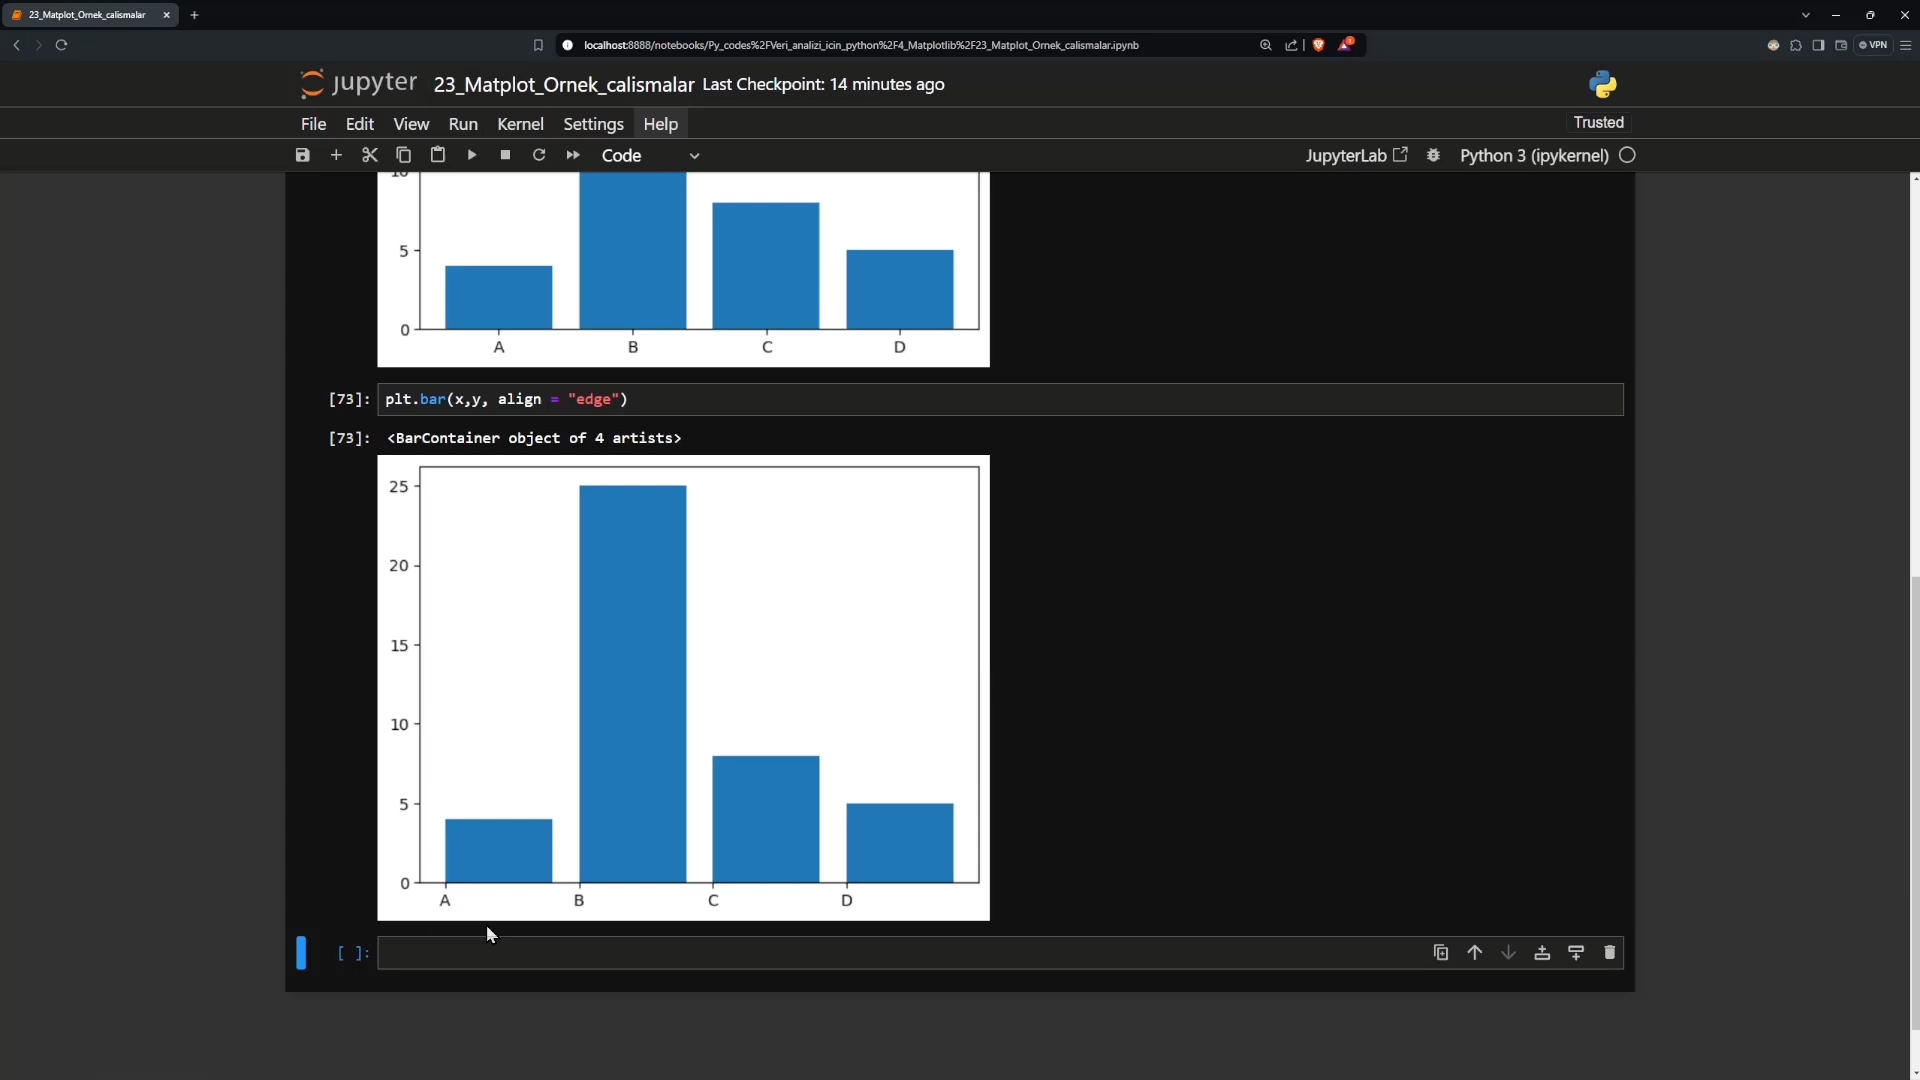 23_Matplot_Ornek_calismalar
localhost:8888/notebooks/Py_codes%2FVeri_analizi_icin_python%2F4_Matplotlib%2F23_Matplot_Ornek_calismalar.ipynb
VPN
jupyter 23_Matplot_Ornek_calismalar Last Checkpoint: 14 minutes ago
File Edit View Run Kernel Settings Help
Trusted
Code
JupyterLab
Python 3 (ipykernel)
10
5
0
A B C D
[73]: plt.bar(x,y, align = "edge")
[73]: <BarContainer object of 4 artists>
25
20
15
10
5
0
A B C D
[ ]: